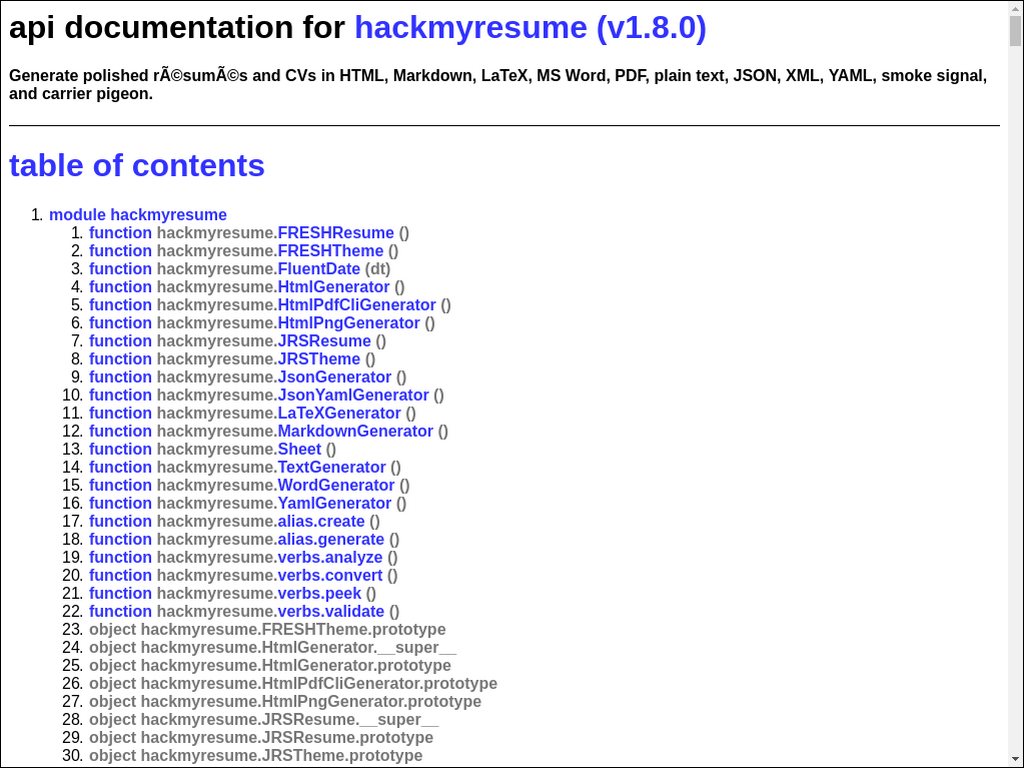 api documentation for hackmyresume (v1.8.0)
Generate polished rÃ©sumÃ©s and CVs in HTML, Markdown, LaTeX, MS Word, PDF, plain text, JSON, XML, YAML, smoke signal,
and carrier pigeon.
table of contents
1. module hackmyresume
1. function hackmyresume.FRESHResume ()
2. function hackmyresume.FRESHTheme ()
3. function hackmyresume.FluentDate (dt)
4. function hackmyresume.HtmlGenerator ()
5. function hackmyresume.HtmlPdfCliGenerator ()
6. function hackmyresume.HtmlPngGenerator ()
7. function hackmyresume.JRSResume ()
8. function hackmyresume.JRSTheme ()
9. function hackmyresume.JsonGenerator ()
10. function hackmyresume.JsonYamlGenerator ()
11. function hackmyresume.LaTeXGenerator ()
12. function hackmyresume.MarkdownGenerator ()
13. function hackmyresume.Sheet ()
14. function hackmyresume.TextGenerator ()
15. function hackmyresume.WordGenerator ()
16. function hackmyresume.YamlGenerator ()
17. function hackmyresume.alias.create ()
18. function hackmyresume.alias.generate ()
19. function hackmyresume.verbs.analyze ()
20. function hackmyresume.verbs.convert ()
21. function hackmyresume.verbs.peek ()
22. function hackmyresume.verbs.validate ()
23. object hackmyresume.FRESHTheme.prototype
24. object hackmyresume.HtmlGenerator.__super__
25. object hackmyresume.HtmlGenerator.prototype
26. object hackmyresume.HtmlPdfCliGenerator.prototype
27. object hackmyresume.HtmlPngGenerator.prototype
28. object hackmyresume.JRSResume.__super__
29. object hackmyresume.JRSResume.prototype
30. object hackmyresume.JRSTheme.prototype